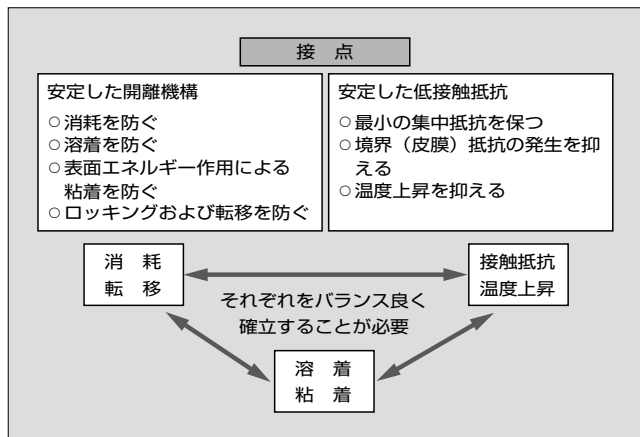 接 点
安定した開離機構
○消耗を防ぐ
○溶着を防ぐ
○表面エネルギー作用による
粘着を防ぐ
○ロッキングおよび転移を防ぐ
安定した低接触抵抗
○最小の集中抵抗を保つ
○境界（皮膜）抵抗の発生を抑
える
○温度上昇を抑える
消 耗
転 移
接触抵抗
温度上昇
それぞれをバランス良く
確立することが必要
溶 着
粘 着